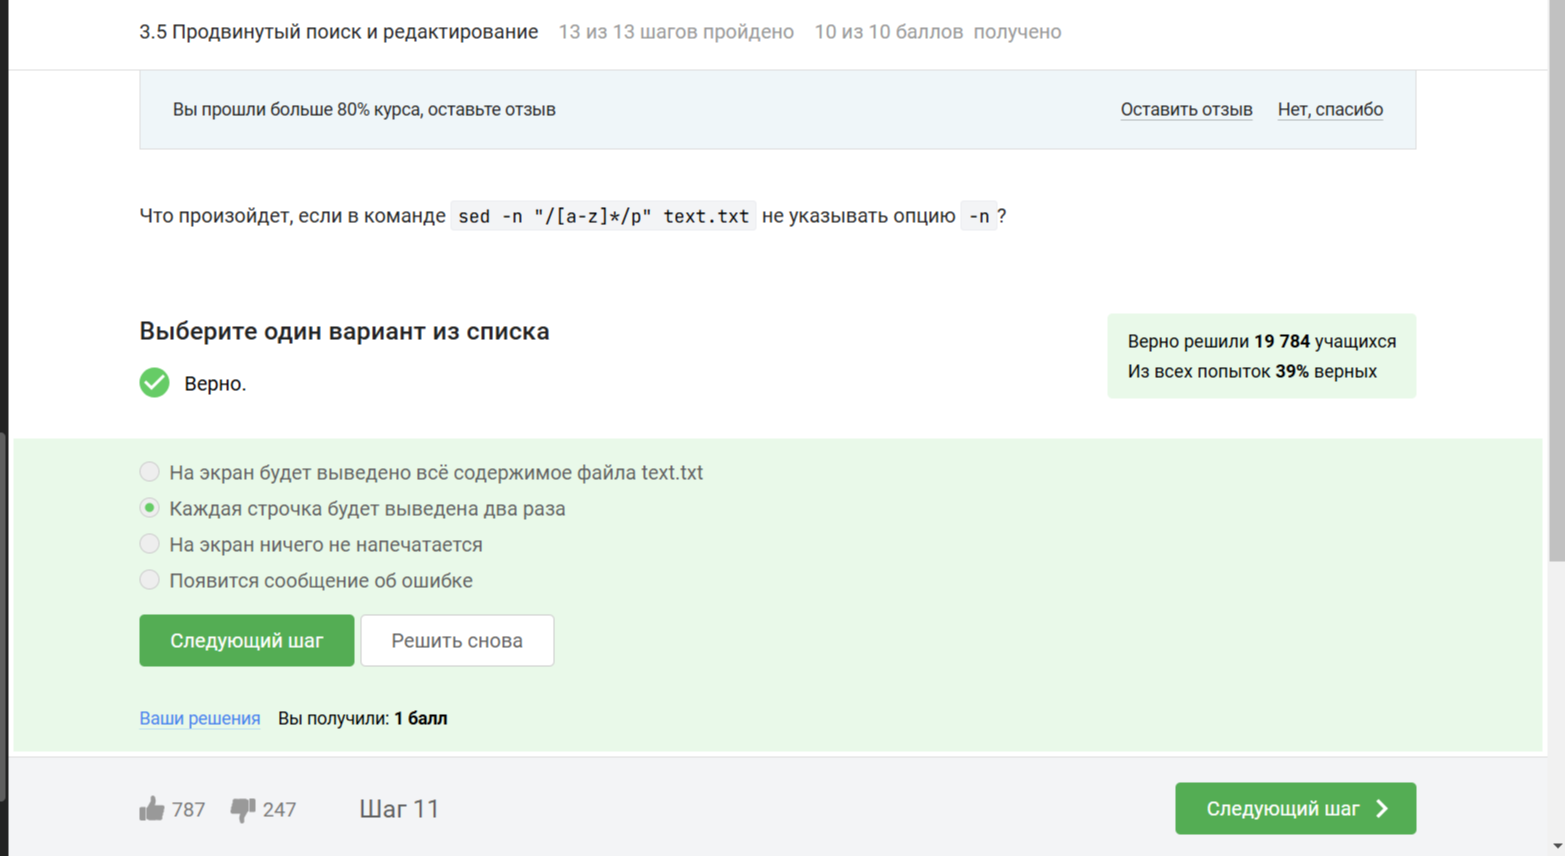 3.5 Продвинутый поиск и редактирование 13 из 13 шагов пройдено 10 из 10 баллов получено
Вы прошли больше 80% курса, оставьте отзыв Оставить отзыв Нет, спасибо
Что произойдет, если в команде sed -n "/[a-z]*/p" text.txt не указывать опцию -n?
Выберите один вариант из списка
Верно решили 19 784 учащихся
Из всех попыток 39% верных
Верно.
На экран будет выведено всё содержимое файла text.txt
Каждая строчка будет выведена два раза
На экран ничего не напечатается
Появится сообщение об ошибке
Следующий шаг Решить снова
Ваши решения Вы получили: 1 балл
787 247 Шаг 11 Следующий шаг